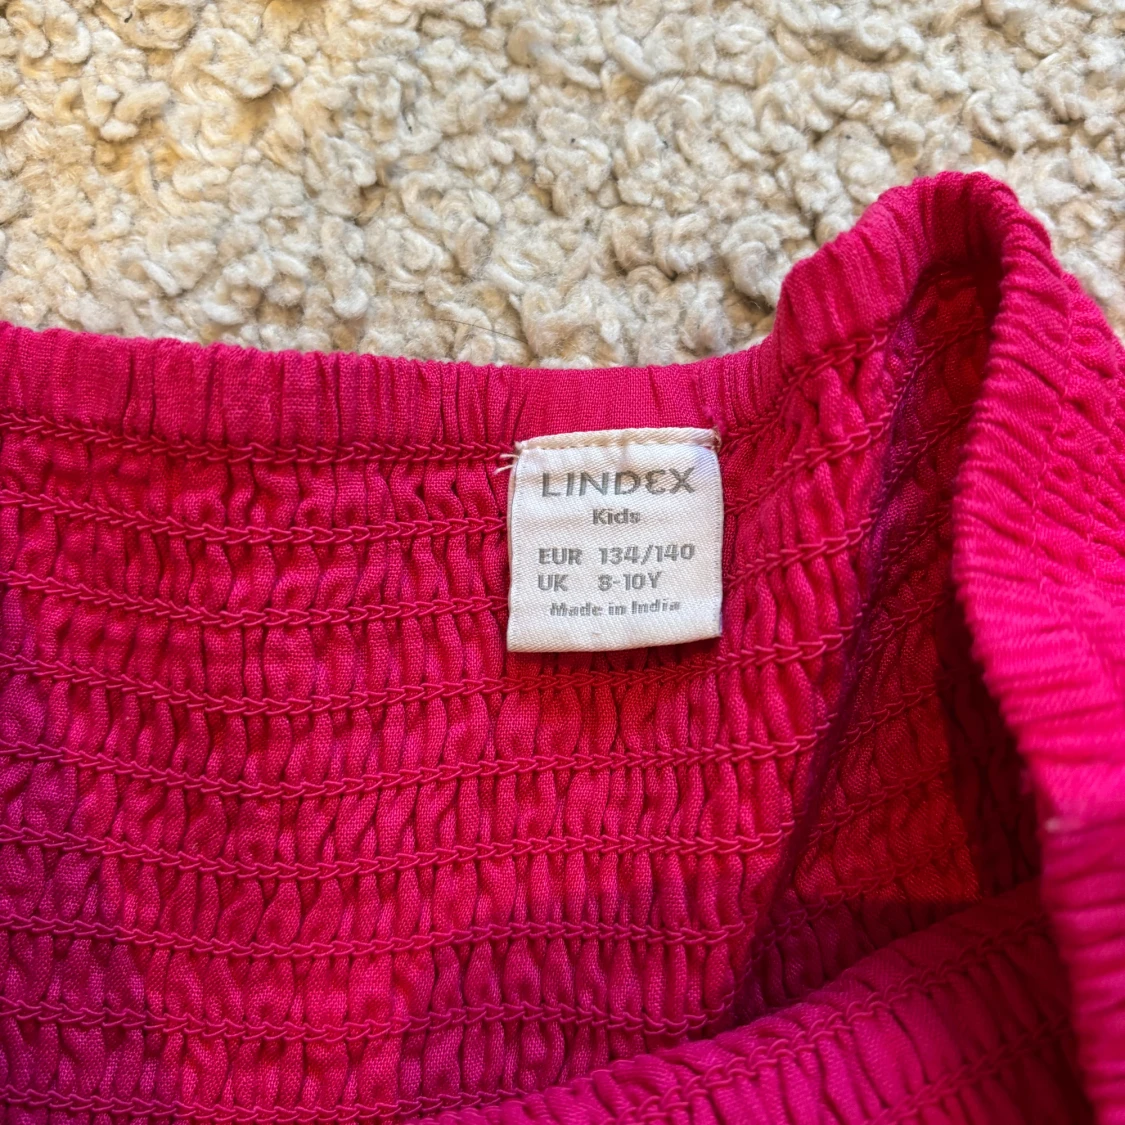 LINDEX
Kids
EUR 134/140
UK 8-10Y
Made in India